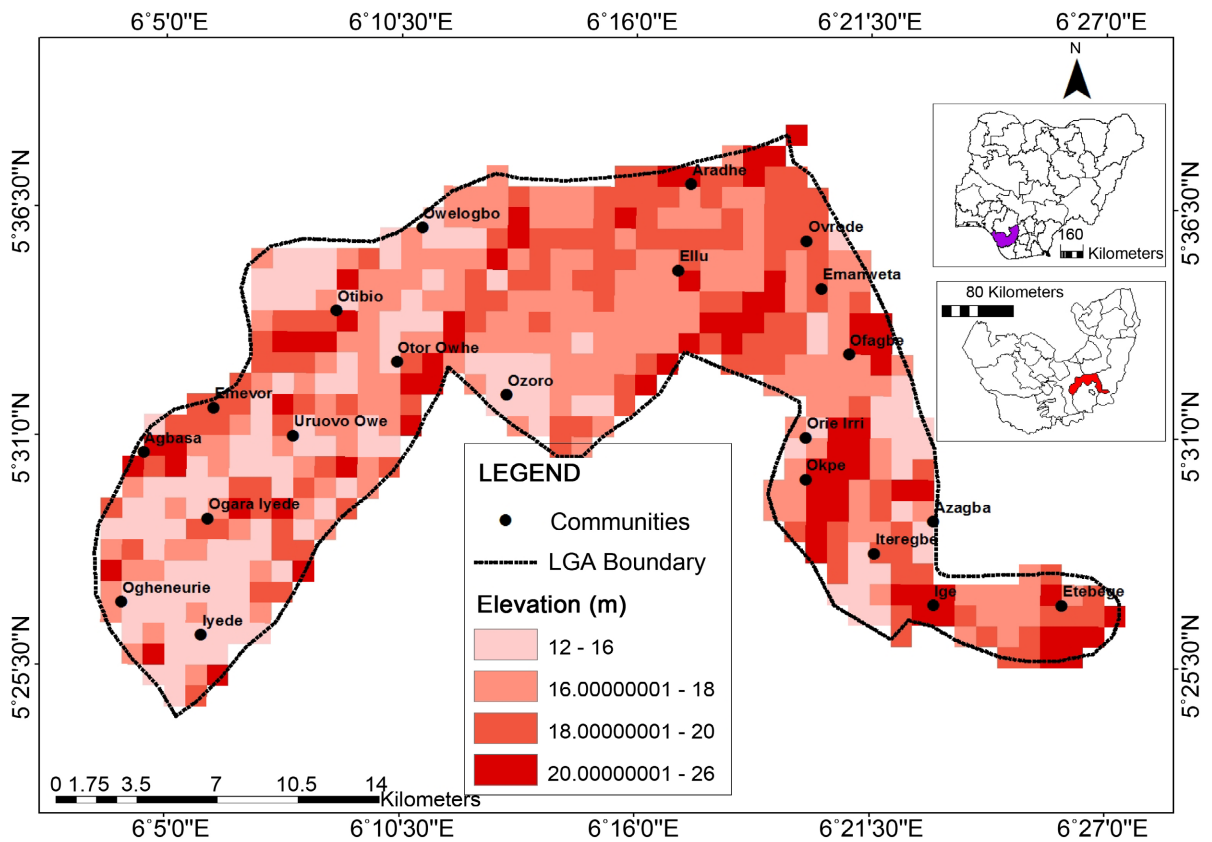 6°5'0"E 6°10'30"E 6°16'0"E 6°21'30"E 6°27'0"E
N
160
Kilometers
5°36'30"N
5°36'30"N
Aradhe
Owelogbo
Ovrede
Ellu
Emanweta
80 Kilometers
Otibio
Otor Owhe
Ofagbe
Ozoro
Emevor
Uruovo Owe
Orie Irri
5°31'0"N
5°31'0"N
Agbasa
Okpe
Ogara Iyede
Azagba
Iteregbe
Ogheneurie
Ige
Etebege
Iyede
5°25'30"N
5°25'30"N
LEGEND
Communities
LGA Boundary
Elevation (m)
12 - 16
16.00000001 - 18
18.00000001 - 20
20.00000001 - 26
0 1.75 3.5 7 10.5 14
Kilometers
6°5'0"E 6°10'30"E 6°16'0"E 6°21'30"E 6°27'0"E